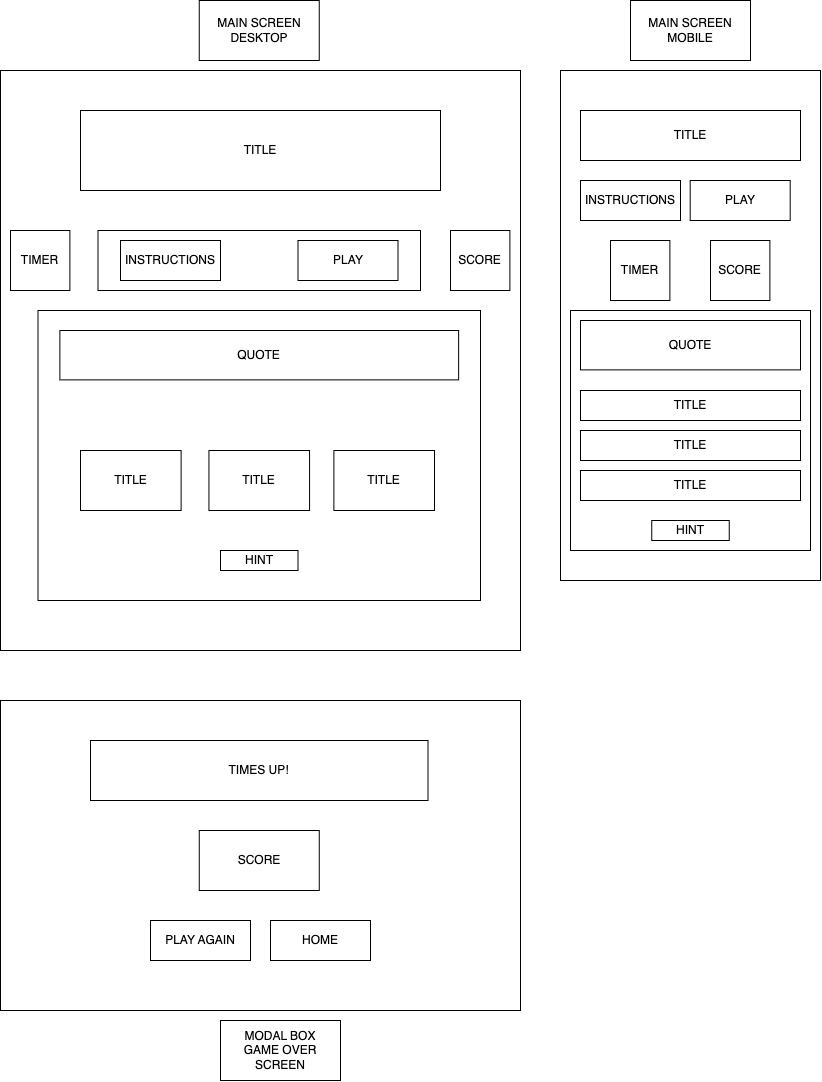 MAIN SCREEN
DESKTOP
TITLE
TIMER
INSTRUCTIONS
PLAY
SCORE
QUOTE
TITLE
TITLE
TITLE
HINT
MAIN SCREEN
MOBILE
TITLE
INSTRUCTIONS
PLAY
TIMER
SCORE
QUOTE
TITLE
TITLE
TITLE
HINT
TIMES UP!
SCORE
PLAY AGAIN
HOME
MODAL BOX
GAME OVER
SCREEN